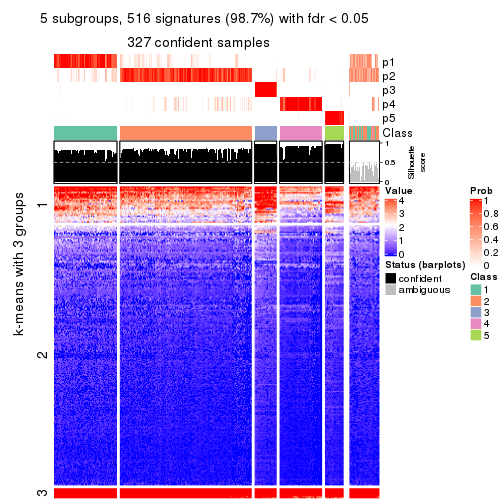 5 subgroups, 516 signatures (98.7%) with fdr < 0.05
327 confident samples
p1
p2
p3
p4
p5
Class
1
0.5
0
Silhouette
score
k-means with 3 groups
1
2
3
Value
4
3
2
1
0
Status (barplots)
confident
ambiguous
Prob
1
0.8
0.6
0.4
0.2
0
Class
1
2
3
4
5